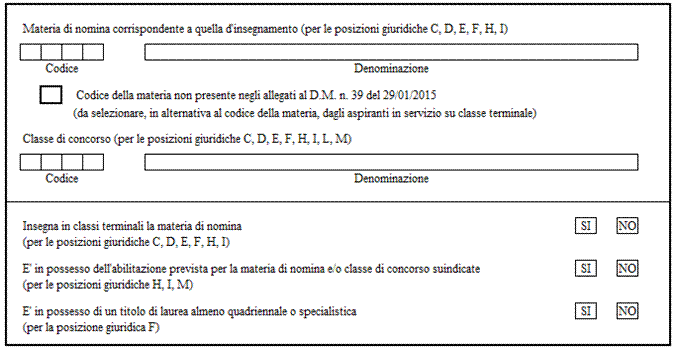 Materia di nomina corrispondente a quella d'insegnamento (per le posizioni giuridiche C, D, E, F, H, I)
Codice Denominazione
Codice della materia non presente negli allegati al D.M. n. 39 del 29/01/2015
(da selezionare, in alternativa al codice della materia, dagli aspiranti in servizio su classe terminale)
Classe di concorso (per le posizioni giuridiche C, D, E, F, H, I, L, M)
Codice Denominazione
Insegna in classi terminali la materia di nomina SI NO
(per le posizioni giuridiche C, D, E, F, H, I)
E' in possesso dell'abilitazione prevista per la materia di nomina e/o classe di concorso suindicate SI NO
(per le posizioni giuridiche H, I, M)
E' in possesso di un titolo di laurea almeno quadriennale o specialistica SI NO
(per la posizione giuridica F)